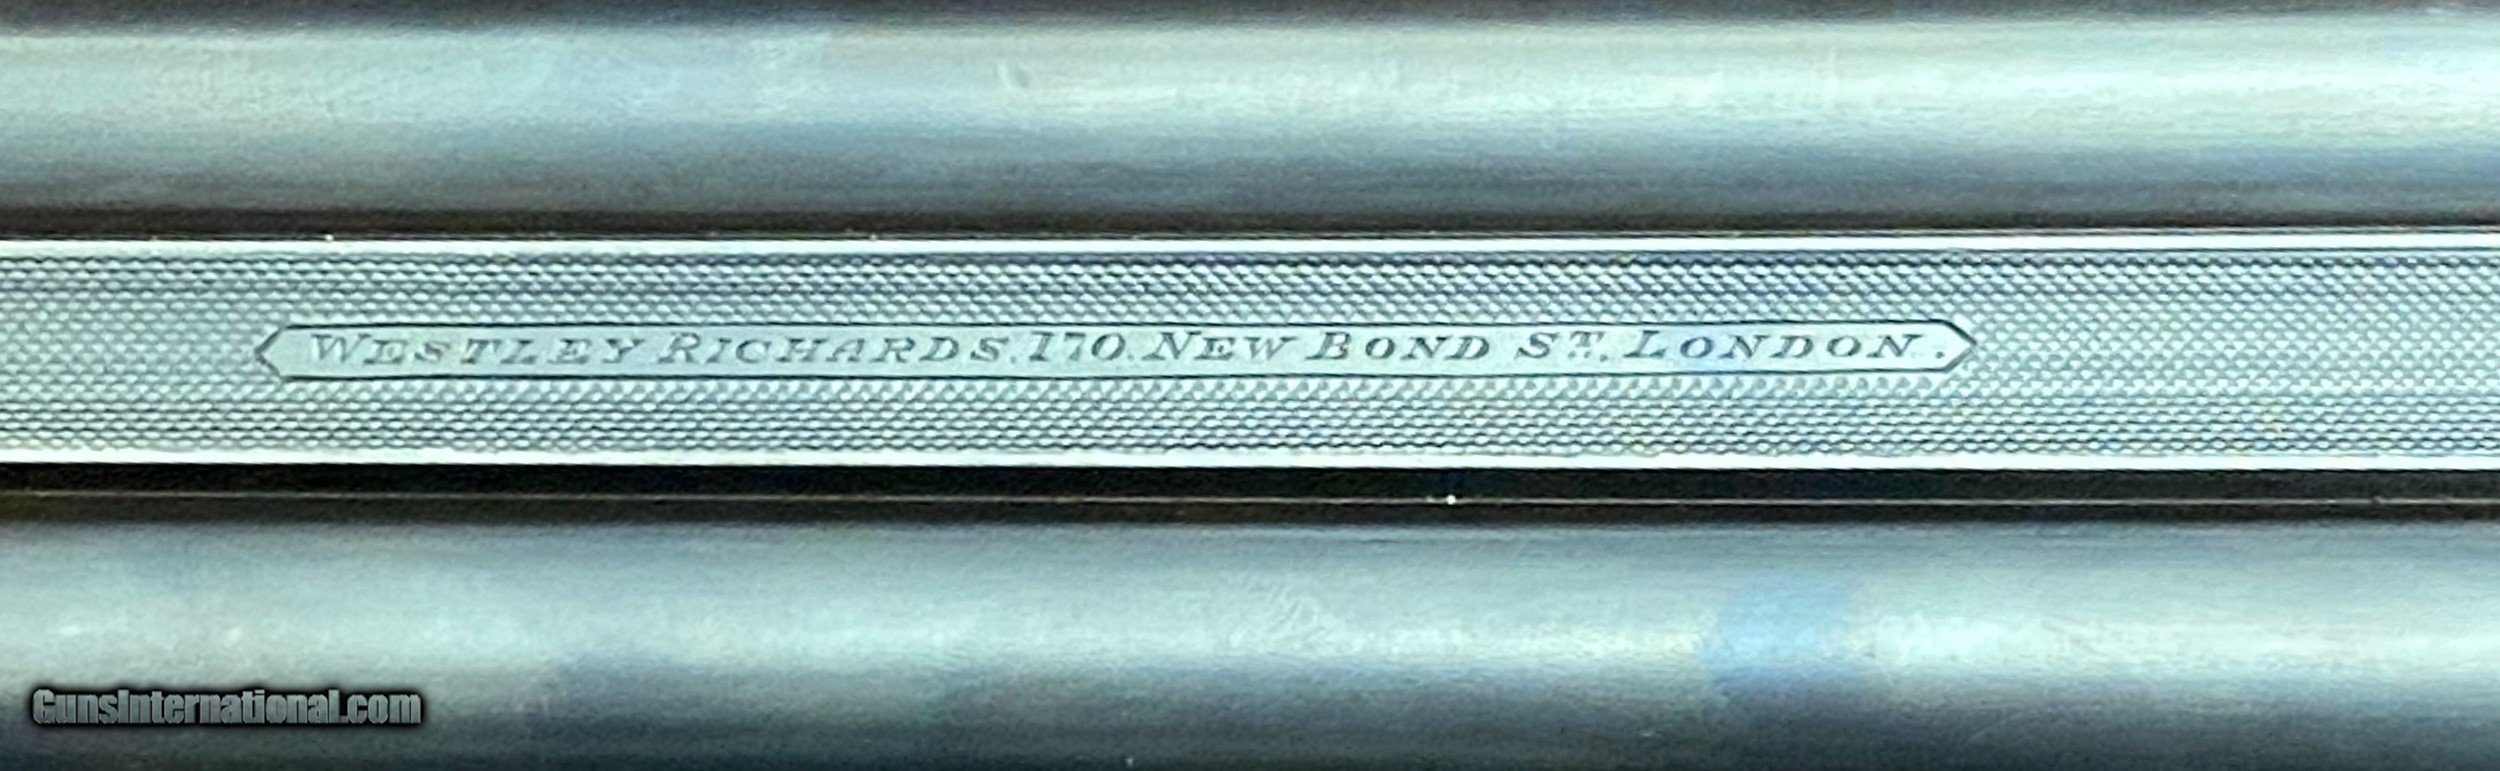 WESTLEY RICHARDS. 170. NEW BOND ST. LONDON.
GunsInternational.com